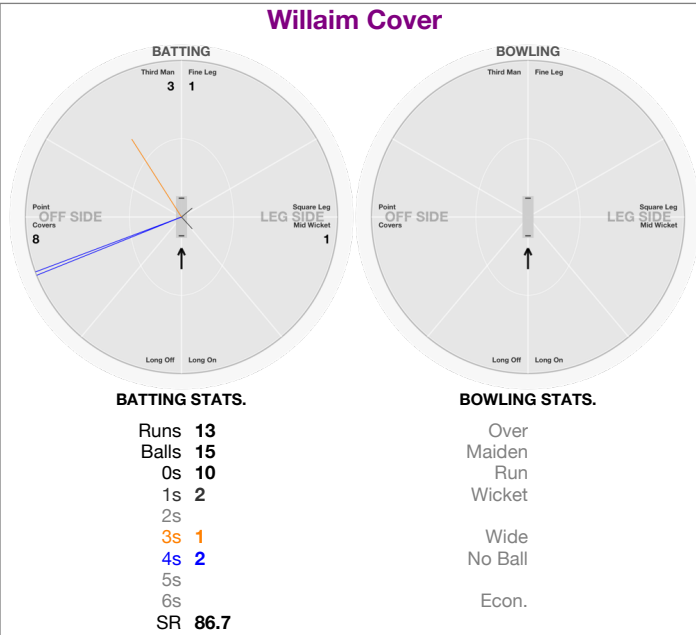 Willaim Cover
BATTING
BOWLING
Third Man
Fine Leg
3
1
Point
OFF SIDE
Covers
8
Square Leg
LEG SIDE
Mid Wicket
1
Long Off
Long On
Third Man
Fine Leg
Point
OFF SIDE
Covers
Square Leg
LEG SIDE
Mid Wicket
Long Off
Long On
BATTING STATS.
Runs 13
Balls 15
0s 10
1s 2
2s
3s 1
4s 2
5s
6s
SR 86.7
BOWLING STATS.
Over
Maiden
Run
Wicket
Wide
No Ball
Econ.